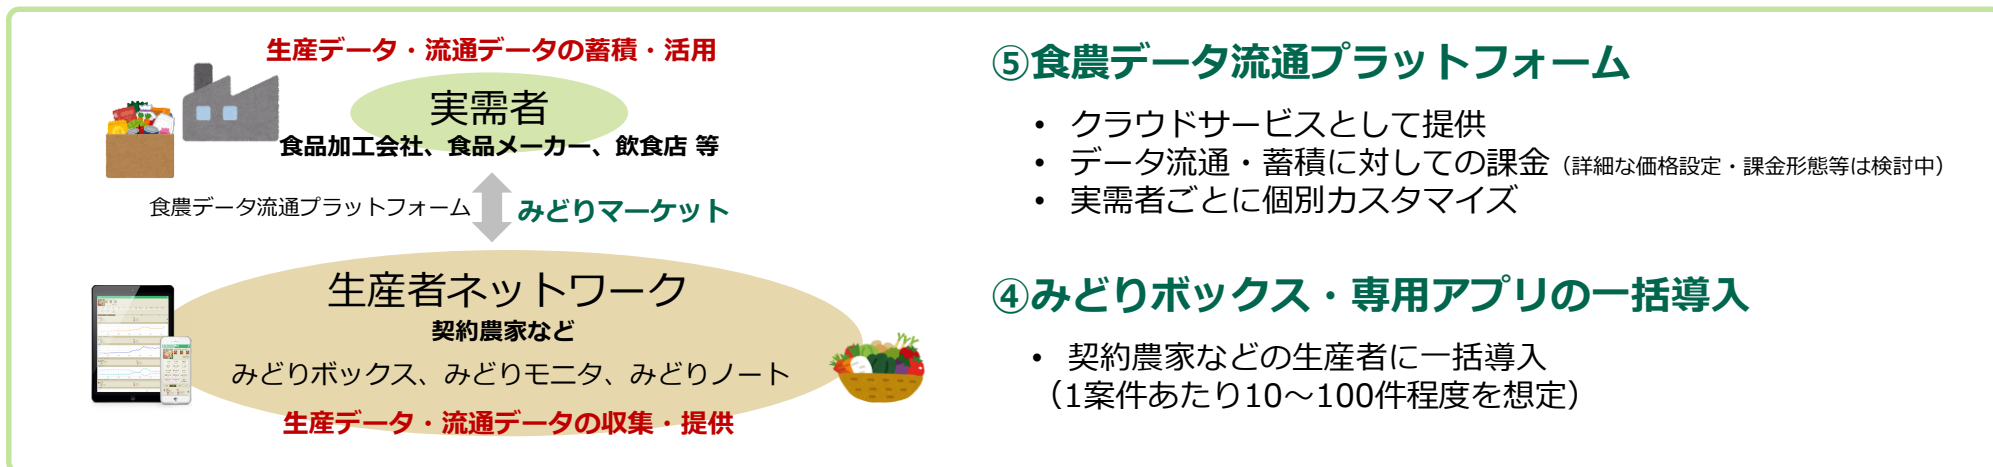 生産データ・流通データの蓄積・活用
実需者
食品加工会社、食品メーカー、飲食店 等
食農データ流通プラットフォーム
みどりマーケット
生産者ネットワーク
契約農家など
みどりボックス、みどりモニタ、みどりノート
生産データ・流通データの収集・提供
⑤食農データ流通プラットフォーム
• クラウドサービスとして提供
• データ流通・蓄積に対しての課金（詳細な価格設定・課金形態等は検討中）
• 実需者ごとに個別カスタマイズ
④みどりボックス・専用アプリの一括導入
• 契約農家などの生産者に一括導入
（1案件あたり10～100件程度を想定）